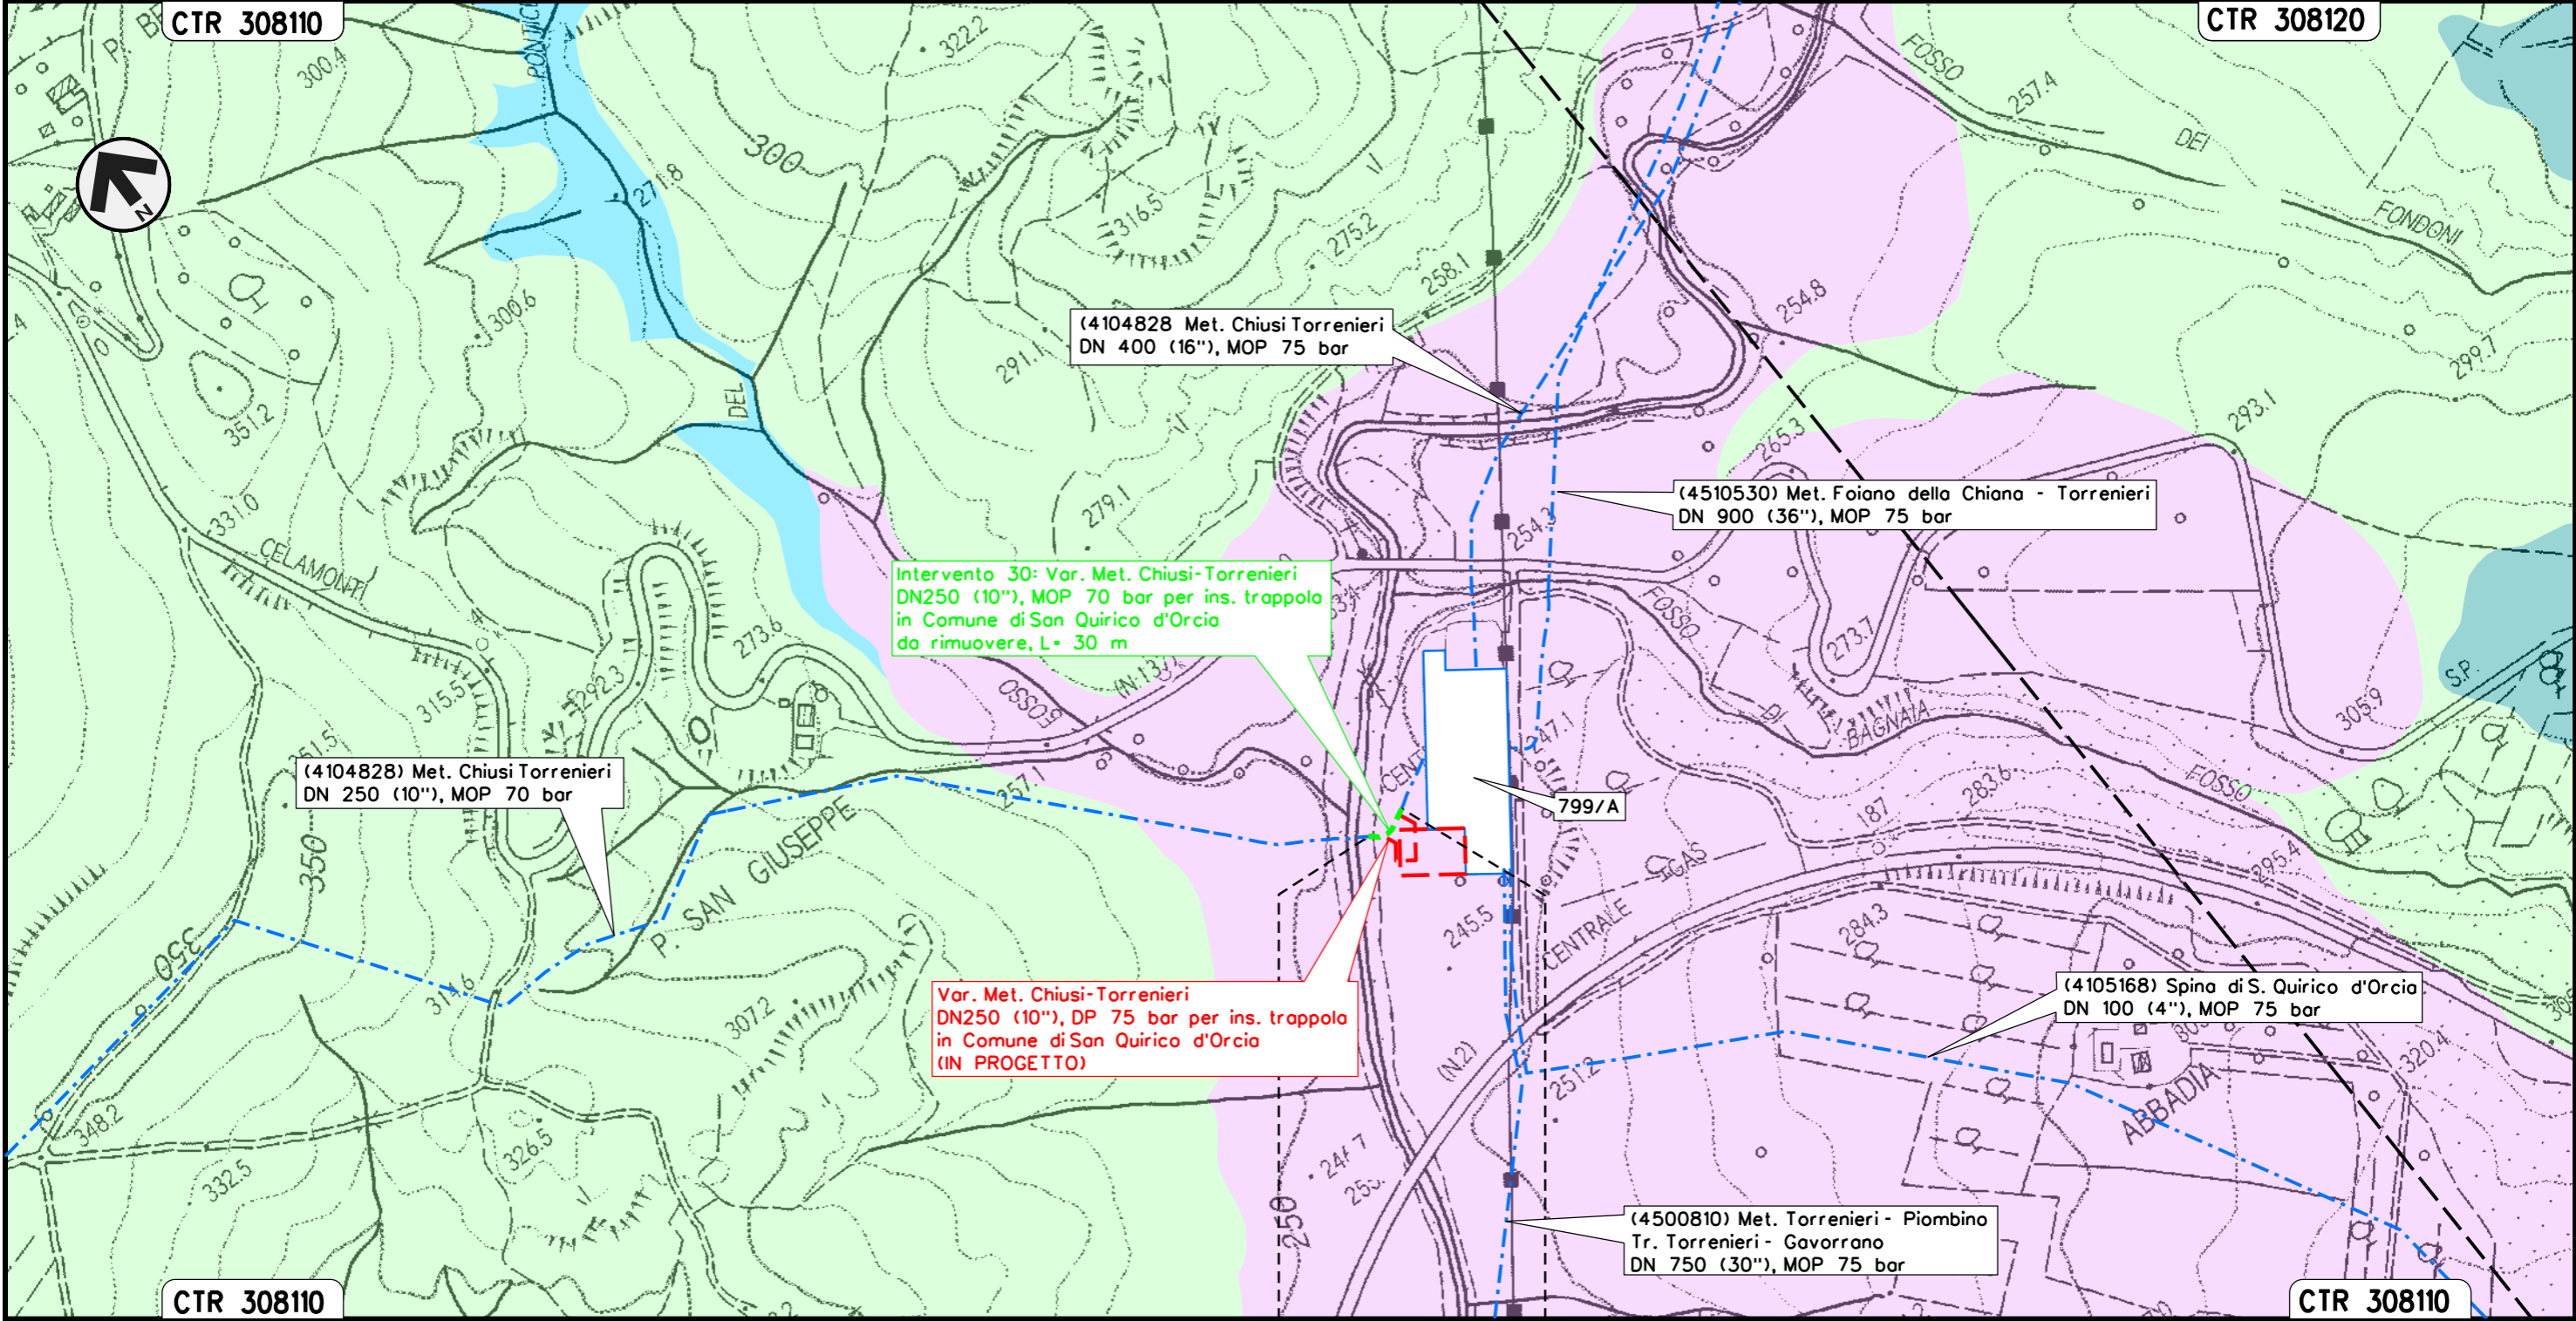 CTR 308110
CTR 308120
300.4
322.2
FOSSO
257.4
DEI
FONDONI
N
271.8
300
316.5
275.2
258.1
254.8
299.7
300.6
(4104828 Met. Chiusi Torrenieri
DN 400 (16"), MOP 75 bar
291.1
DEL
351.2
293.1
265.3
279.1
331.0
CELAMONTI
(4510530) Met. Foiano della Chiana - Torrenieri
DN 900 (36"), MOP 75 bar
254.3
Intervento 30: Var. Met. Chiusi-Torrenieri
DN250 (10"), MOP 70 bar per ins. trappola
in Comune di San Quirico d'Orcia
da rimuovere, L= 30 m
273.6
FOSSO
273.7
292.3
315.5
FOSSO
DI
BAGNAIA
S.P.
305.9
247.1
(4104828) Met. Chiusi Torrenieri
DN 250 (10"), MOP 70 bar
257.1
CENT
799/A
187
283.6
FOSSO
350
P. SAN GIUSEPPE
GAS
295.4
245.5
CENTRALE
284.3
350
314.6
307.2
Var. Met. Chiusi-Torrenieri
DN250 (10"), DP 75 bar per ins. trappola
in Comune di San Quirico d'Orcia
(IN PROGETTO)
(4105168) Spina di S. Quirico d'Orcia
DN 100 (4"), MOP 75 bar
(N.2)
251.2
320.4
ABBADIA
348.2
326.5
332.5
250
(4500810) Met. Torrenieri - Piombino
Tr. Torrenieri - Gavorrano
DN 750 (30"), MOP 75 bar
CTR 308110
CTR 308110